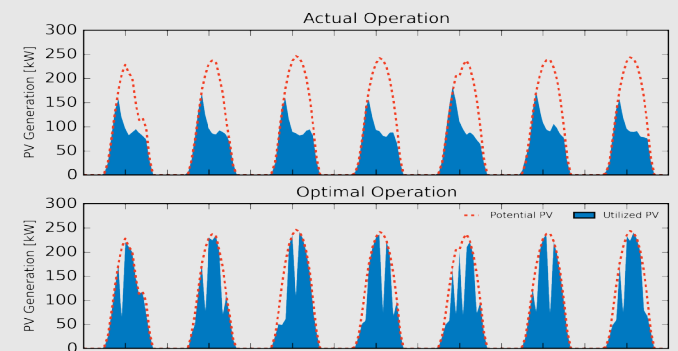 Actual Operation
PV Generation [kW]
300
250
200
150
100
50
0
Optimal Operation
PV Generation [kW]
300
250
200
150
100
50
0
Potential PV
Utilized PV